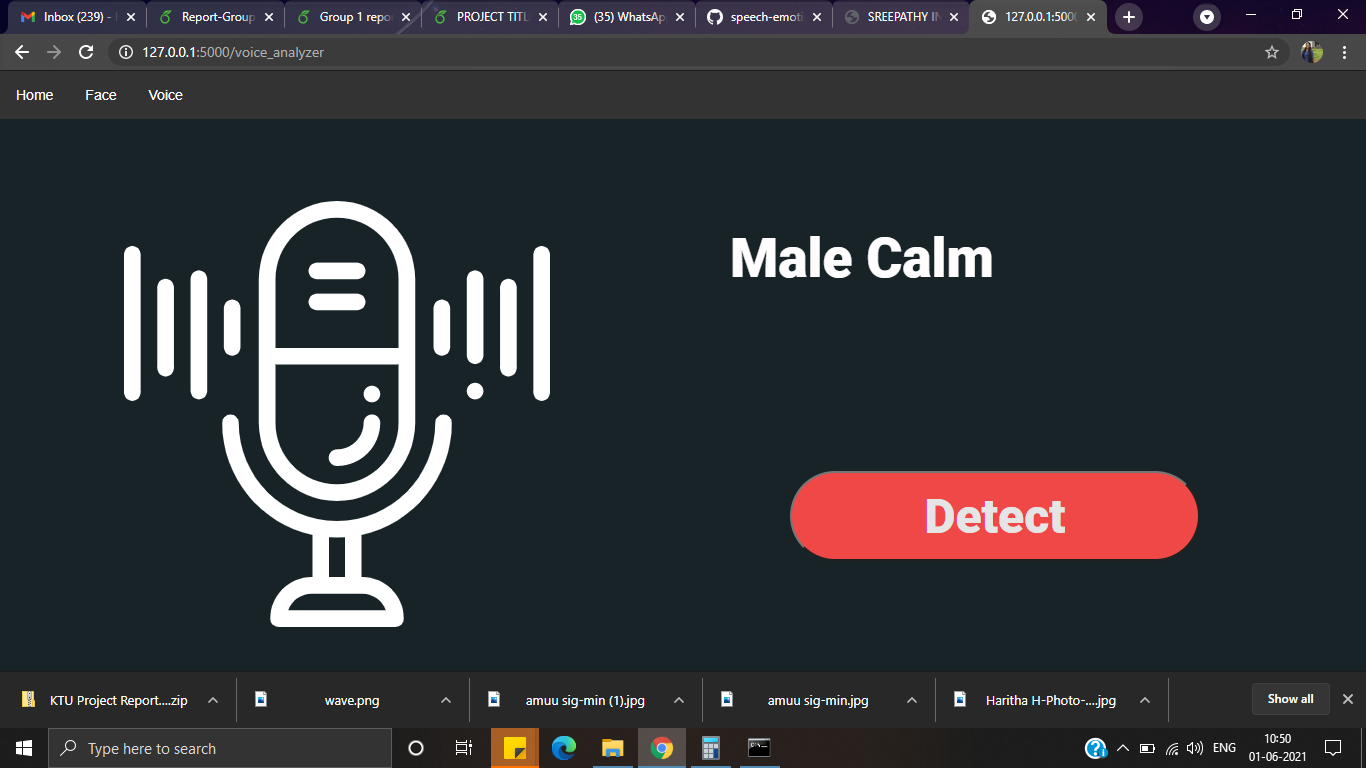 Inbox (239) -
Report-Group
Group 1 repo
PROJECT TITL
(35) WhatsAp
speech-emoti
SREEPATHY IN
127.0.0.1:5000
127.0.0.1:5000/voice_analyzer
Home
Face
Voice
Male Calm
Detect
KTU Project Report....zip
wave.png
amuu sig-min (1).jpg
amuu sig-min.jpg
Haritha H-Photo-....jpg
Show all
Type here to search
ENG
10:50
01-06-2021